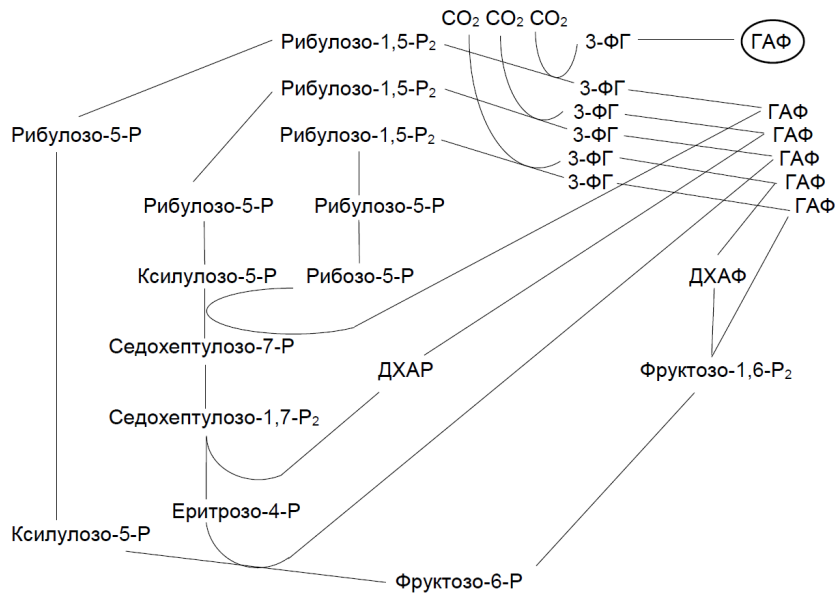 CO₂ CO₂ CO₂
Рибулозо-1,5-P₂ 3-ФГ ГАФ
Рибулозо-1,5-P₂ 3-ФГ
3-ФГ ГАФ
Рибулозо-5-P Рибулозо-1,5-P₂ 3-ФГ ГАФ
3-ФГ ГАФ
3-ФГ ГАФ
Рибулозо-5-P Рибулозо-5-P ГАФ
Ксилулозо-5-P Рибозо-5-P ДХАФ
Седохептулозо-7-P
ДХАР Фруктозо-1,6-P₂
Седохептулозо-1,7-P₂
Еритрозо-4-P
Ксилулозо-5-P
Фруктозо-6-P